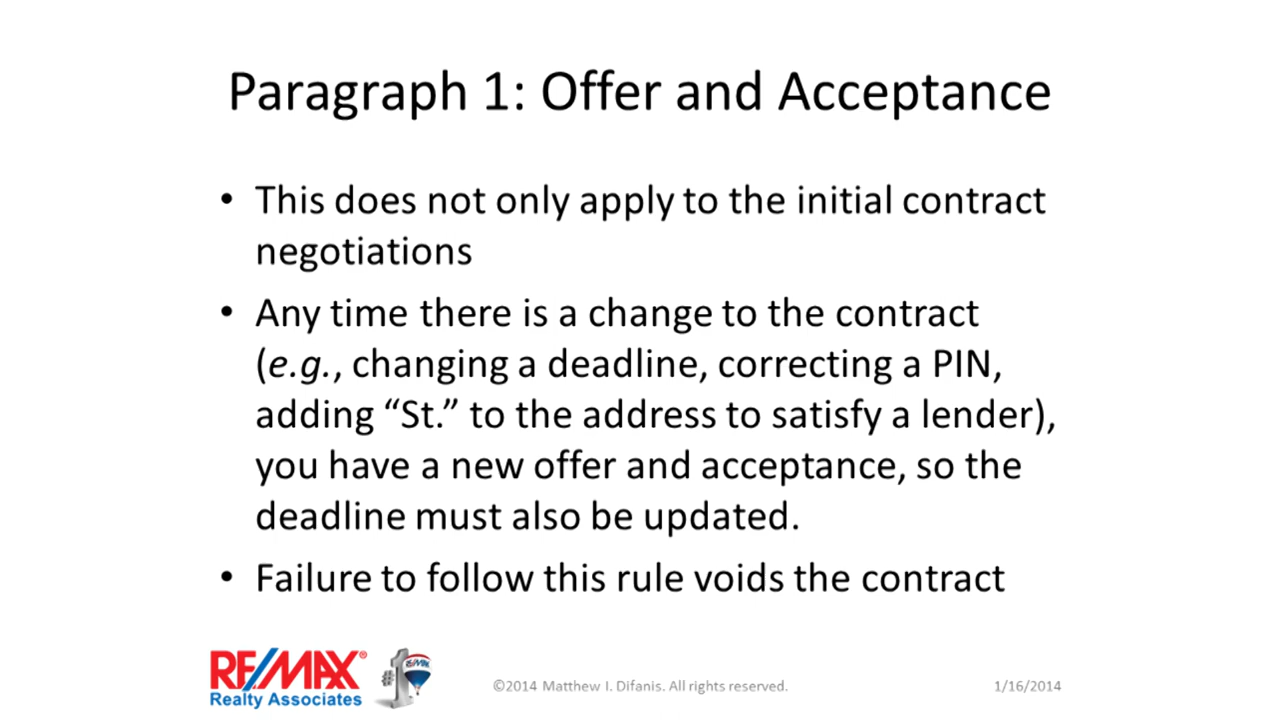 Paragraph 1: Offer and Acceptance
• This does not only apply to the initial contract
negotiations
• Any time there is a change to the contract
(e.g., changing a deadline, correcting a PIN,
adding “St.” to the address to satisfy a lender),
you have a new offer and acceptance, so the
deadline must also be updated.
• Failure to follow this rule voids the contract
RE/MAX®
Realty Associates
#1
RE/MAX
©2014 Matthew I. Difanis. All rights reserved.
1/16/2014